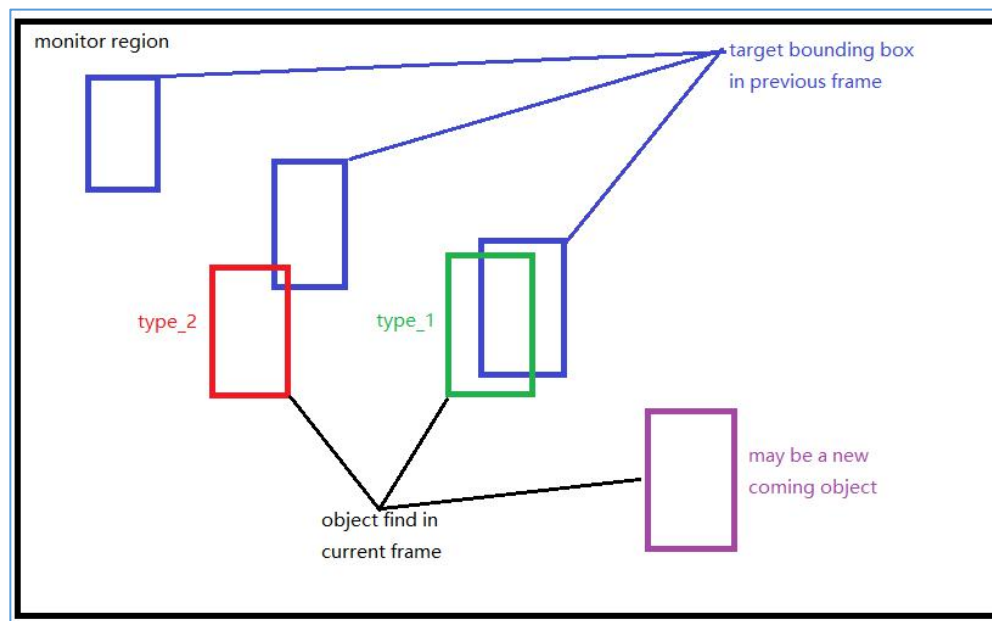 monitor region
target bounding box
in previous frame
type_2
type_1
may be a new
coming object
object find in
current frame